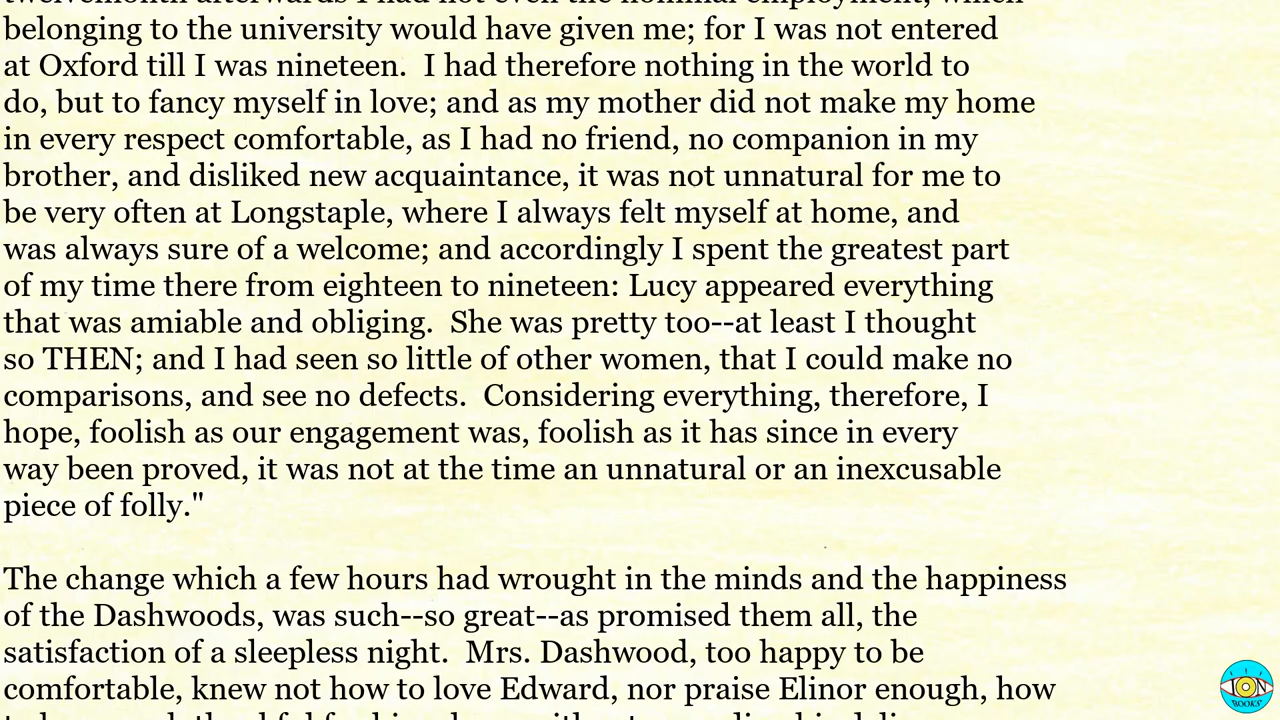 twelvemonth afterwards I had not even the nominal employment, which
belonging to the university would have given me; for I was not entered
at Oxford till I was nineteen.  I had therefore nothing in the world to
do, but to fancy myself in love; and as my mother did not make my home
in every respect comfortable, as I had no friend, no companion in my
brother, and disliked new acquaintance, it was not unnatural for me to
be very often at Longstaple, where I always felt myself at home, and
was always sure of a welcome; and accordingly I spent the greatest part
of my time there from eighteen to nineteen: Lucy appeared everything
that was amiable and obliging.  She was pretty too--at least I thought
so THEN; and I had seen so little of other women, that I could make no
comparisons, and see no defects.  Considering everything, therefore, I
hope, foolish as our engagement was, foolish as it has since in every
way been proved, it was not at the time an unnatural or an inexcusable
piece of folly."
The change which a few hours had wrought in the minds and the happiness
of the Dashwoods, was such--so great--as promised them all, the
satisfaction of a sleepless night.  Mrs. Dashwood, too happy to be
comfortable, knew not how to love Edward, nor praise Elinor enough, how
ION
BOOKS